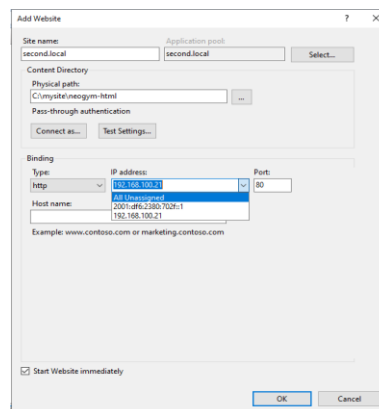 Add Website
? ×
Site name:
Application pool:
second.local
second.local
Select...
Content Directory
Physical path:
C:\mysite\neogym-html
...
Pass-through authentication
Connect as...
Test Settings...
Binding
Type:
IP address:
Port:
http
192.168.100.21
80
All Unassigned
2001:df6:2380:702f::1
192.168.100.21
Host name:
Example: www.contoso.com or marketing.contoso.com
Start Website immediately
OK
Cancel